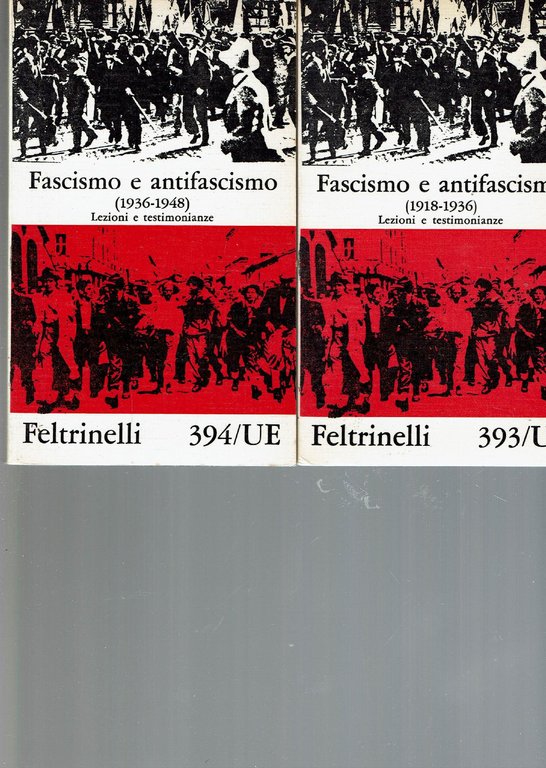 Fascismo e antifascismo
(1936-1948)
Lezioni e testimonianze
Feltrinelli 394/UE
Fascismo e antifascism
(1918-1936)
Lezioni e testimonianze
Feltrinelli 393/U